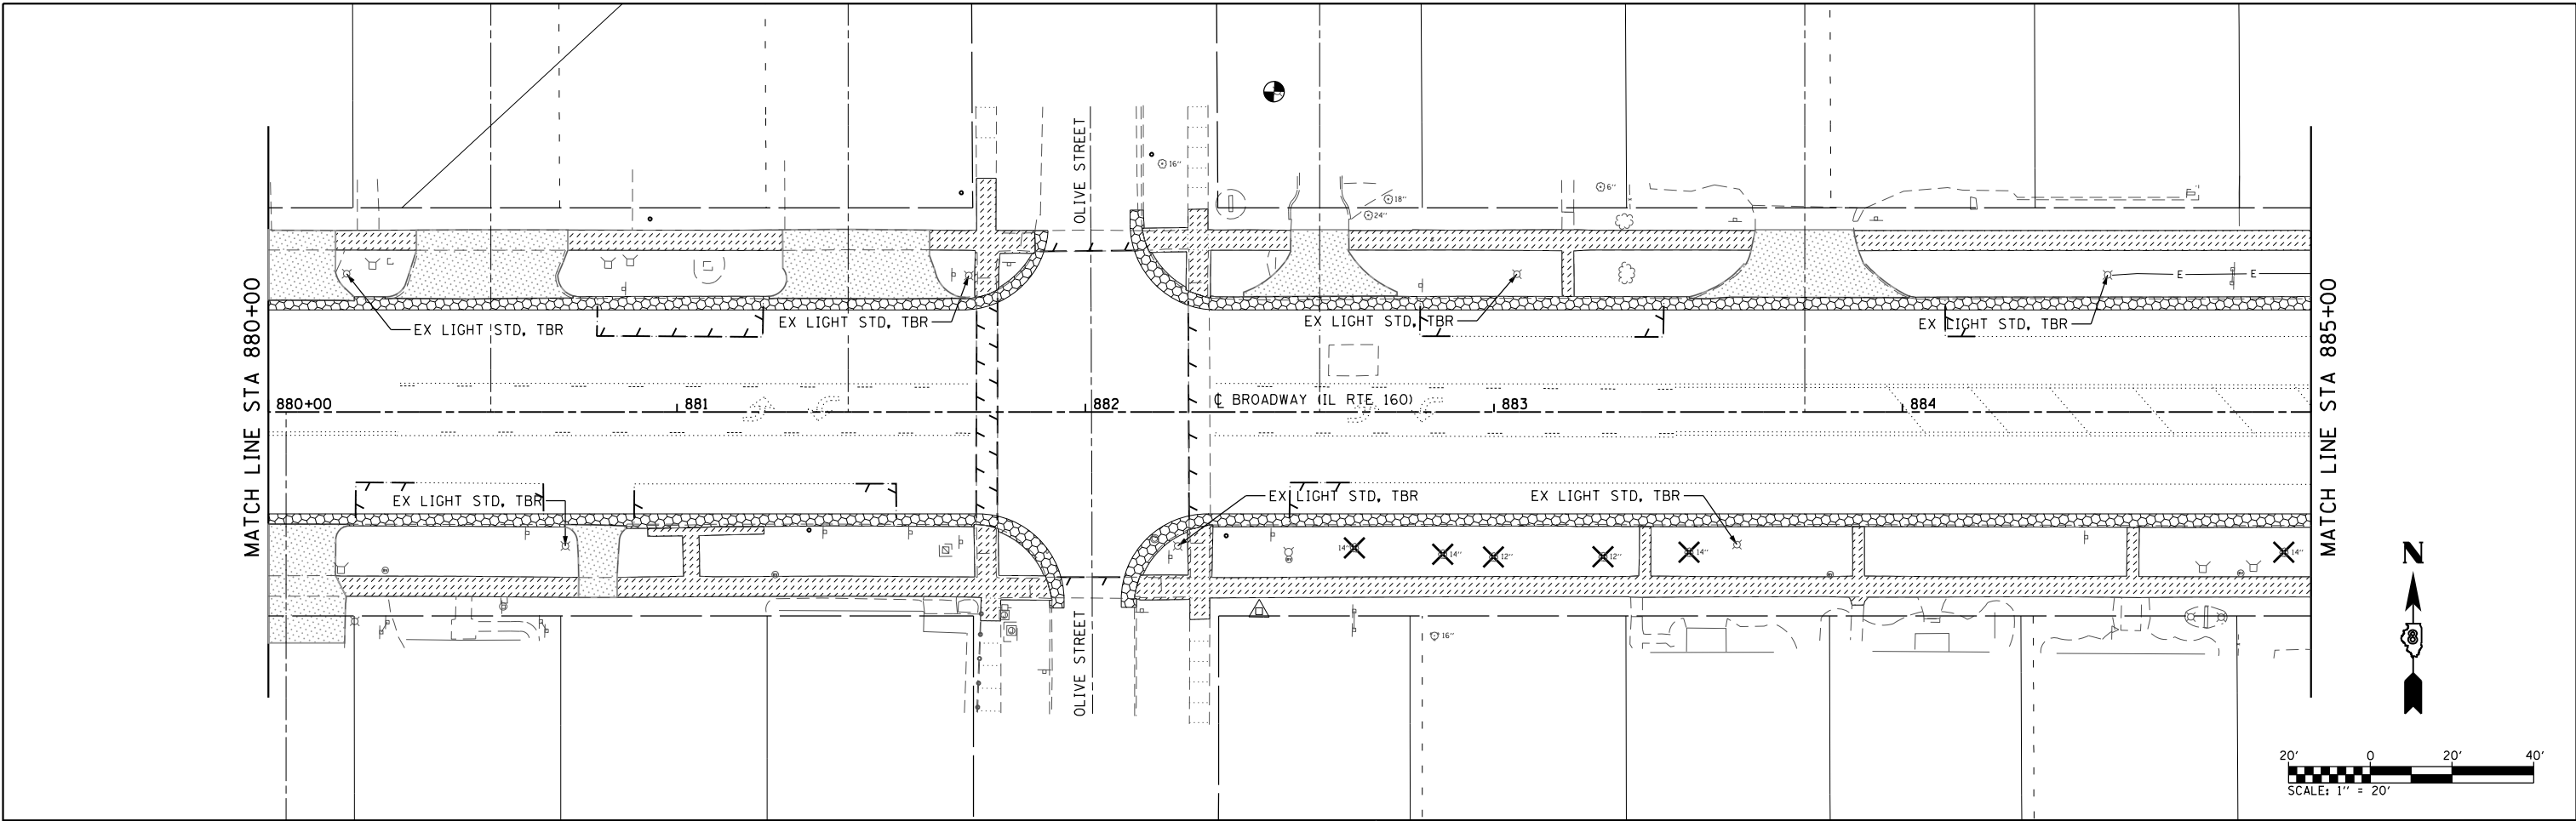 OLIVE STREET
16"
18"
24"
6"
EX LIGHT STD, TBR
EX LIGHT STD, TBR
EX LIGHT STD, TBR
EX LIGHT STD, TBR
E
E
MATCH LINE STA 880+00
MATCH LINE STA 885+00
880+00
881
882
℄ BROADWAY (IL RTE 160)
883
884
EX LIGHT STD, TBR
EX LIGHT STD, TBR
EX LIGHT STD, TBR
14"
14"
12"
12"
14"
14"
16"
OLIVE STREET
N
8
20' 0 20' 40'
SCALE: 1" = 20'